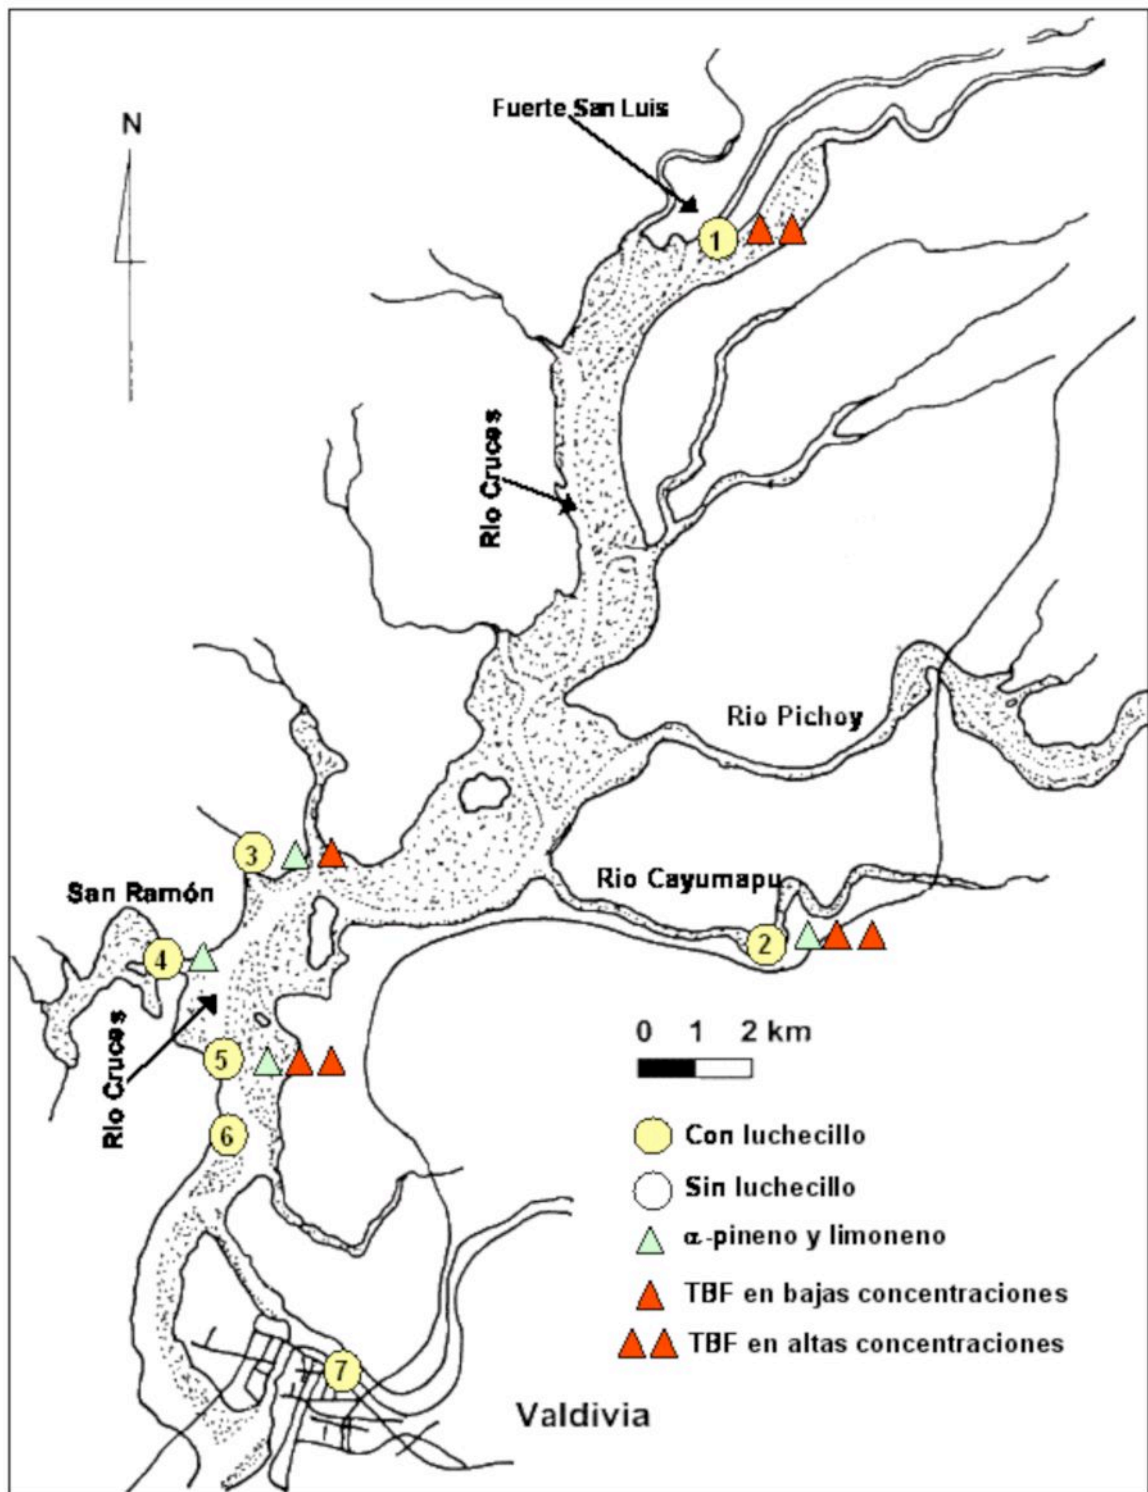 N
Fuerte San Luis
1
Rio Cruces
Rio Pichoy
3
San Ramón
Rio Cayumapu
4
2
Rio Cruces
0 1 2 km
5
6
Con luchecillo
Sin luchecillo
α-pineno y limoneno
TBF en bajas concentraciones
TBF en altas concentraciones
7
Valdivia